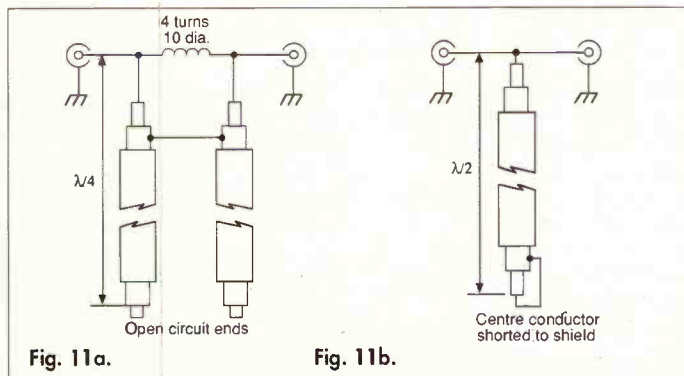 4 turns
10 dia.
λ/4
Open circuit ends
Fig. 11a.
λ/2
Centre conductor
shorted to shield
Fig. 11b.